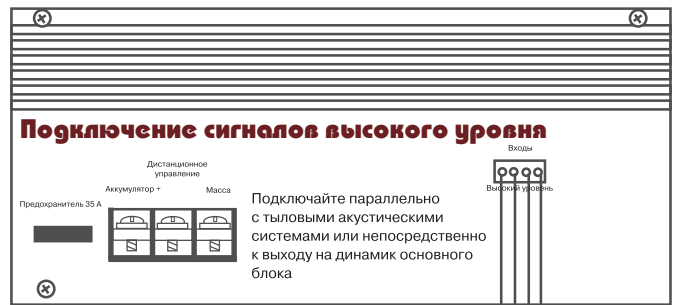 Подключение сигналов высокого уровня
Входы
Дистанционное
управление
Аккумулятор +
Масса
Высокий уровень
Предохранитель 35 А
Подключайте параллельно
с тыловыми акустическими
системами или непосредственно
к выходу на динамик основного
блока